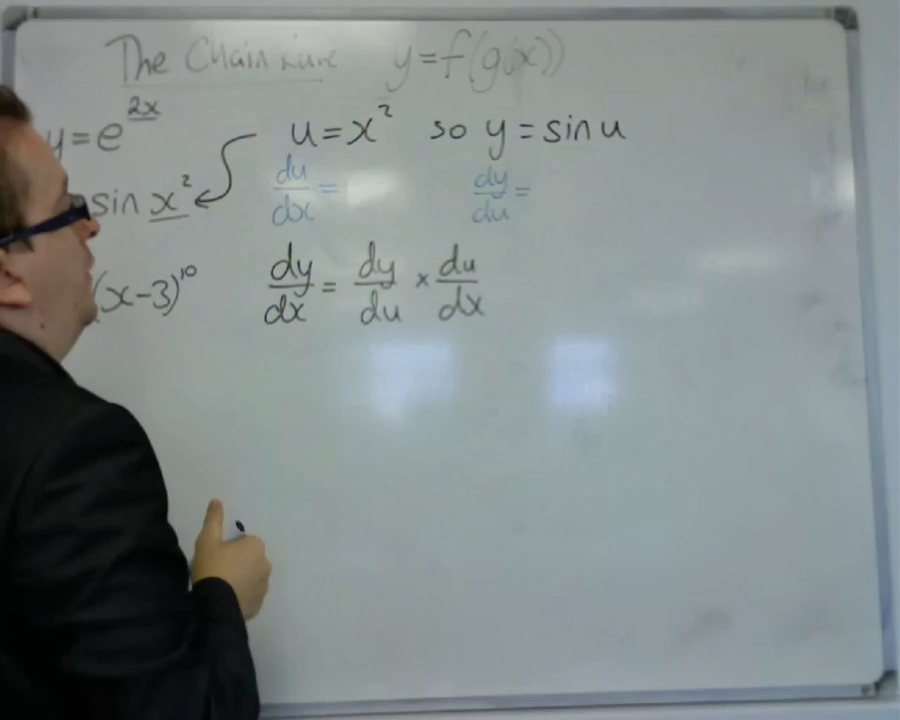 The Chain rule y=f(g(x))
y=e^{2x}
u=x² so y=sinu
du/dx= dy/du=
sin x²
(x-3)¹⁰
dy/dx = dy/du × du/dx